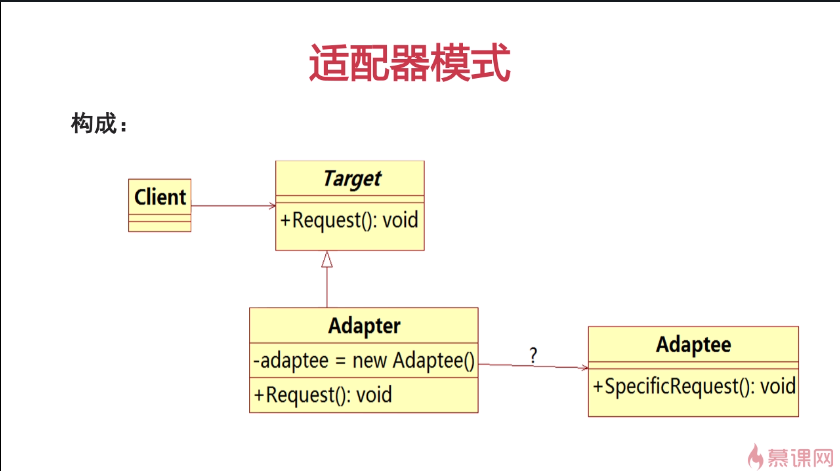 适配器模式
构成：
Client
Target
+Request(): void
Adapter
-adaptee = new Adaptee()
+Request(): void
?
Adaptee
+SpecificRequest(): void
慕课网